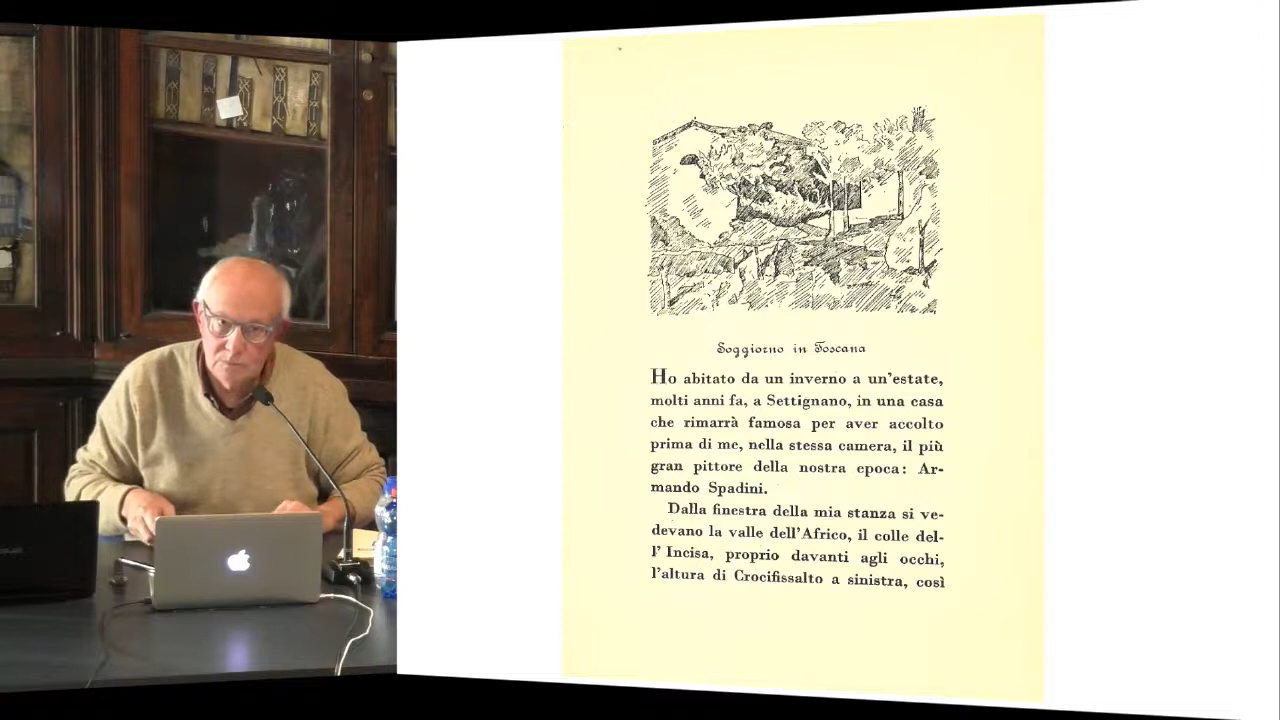 Soggiorno in Toscana
Ho abitato da un inverno a un'estate,
molti anni fa, a Settignano, in una casa
che rimarrà famosa per aver accolto
prima di me, nella stessa camera, il più
gran pittore della nostra epoca: Ar-
mando Spadini.
Dalla finestra della mia stanza si ve-
devano la valle dell'Africo, il colle del-
l'Incisa, proprio davanti agli occhi,
l'altura di Crocifissalto a sinistra, così